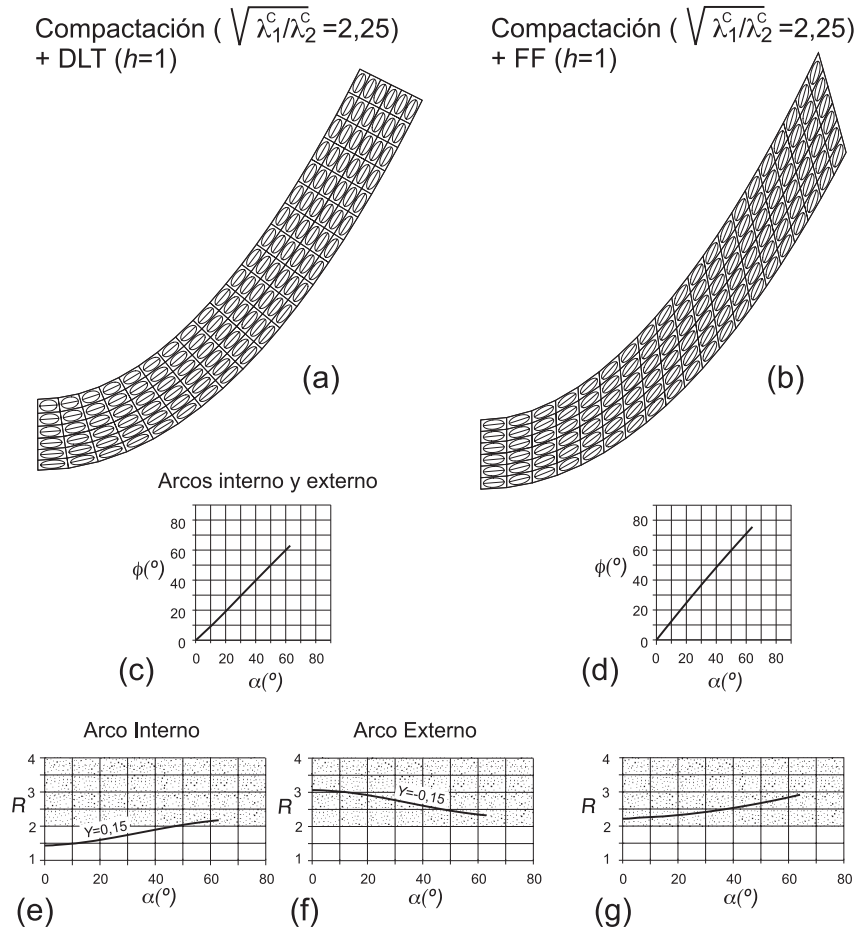 Compactación ( √λ₁ᶜ/λ₂ᶜ =2,25)
+ DLT (h=1)
Compactación ( √λ₁ᶜ/λ₂ᶜ =2,25)
+ FF (h=1)
(a)
(b)
Arcos interno y externo
80
60
ϕ(º)
40
20
0
0 20 40 60 80
α(º)
(c)
80
60
ϕ(º)
40
20
0
0 20 40 60 80
α(º)
(d)
Arco Interno
4
3
R
2
1
Y=0,15
0 20 40 60 80
α(º)
(e)
Arco Externo
4
3
R
2
1
Y=-0,15
0 20 40 60 80
α(º)
(f)
4
3
R
2
1
0 20 40 60 80
α(º)
(g)